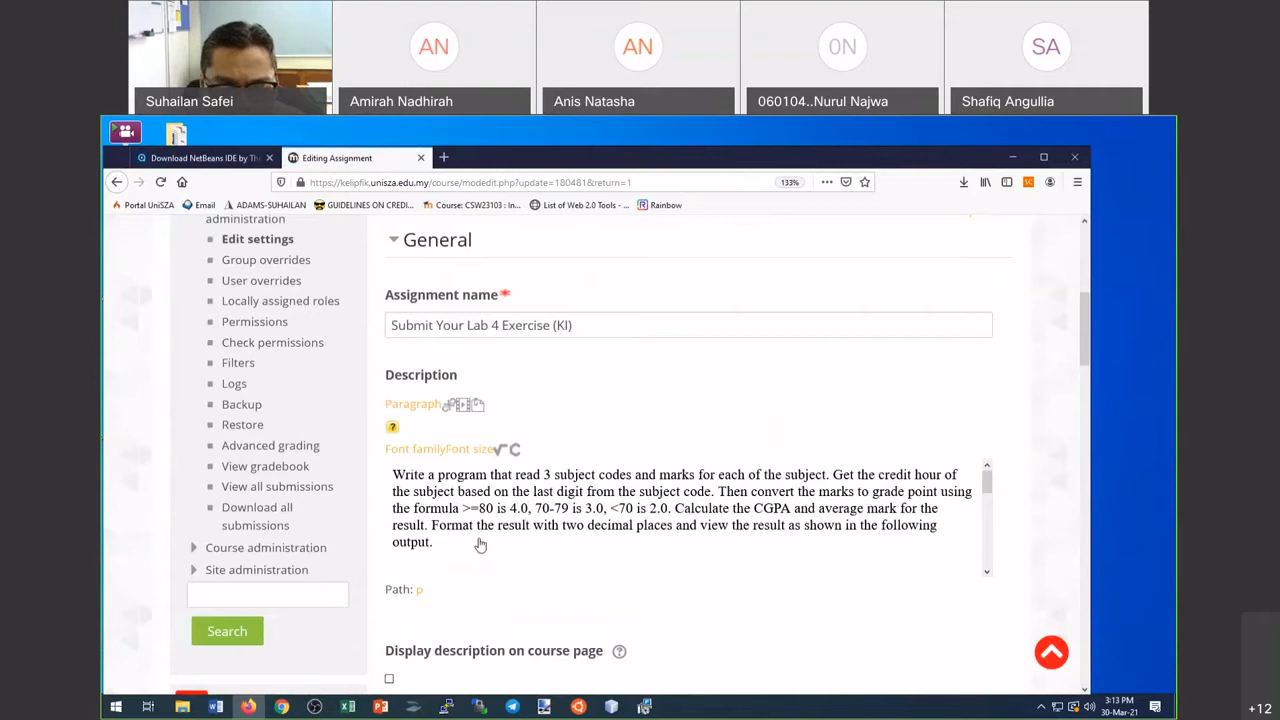 AN
AN
0N
SA
Suhailan Safei
Amirah Nadhirah
Anis Natasha
060104..Nurul Najwa
Shafiq Angullia
Download NetBeans IDE by The
Editing Assignment
https://kelipfik.unisza.edu.my/course/modedit.php?update=180481&return=1
133%
Portal UniSZA
Email
ADAMS-SUHAILAN
GUIDELINES ON CREDI...
Course: CSW23103 : In...
List of Web 2.0 Tools - ...
Rainbow
administration
Edit settings
Group overrides
User overrides
Locally assigned roles
Permissions
Check permissions
Filters
Logs
Backup
Restore
Advanced grading
View gradebook
View all submissions
Download all
submissions
Course administration
Site administration
Search
General
Assignment name*
Submit Your Lab 4 Exercise (KI)
Description
Paragraph
?
Font familyFont size
Write a program that read 3 subject codes and marks for each of the subject. Get the credit hour of
the subject based on the last digit from the subject code. Then convert the marks to grade point using
the formula >=80 is 4.0, 70-79 is 3.0, <70 is 2.0. Calculate the CGPA and average mark for the
result. Format the result with two decimal places and view the result as shown in the following
output.
Path: p
Display description on course page
3:13 PM
30-Mar-21
+12